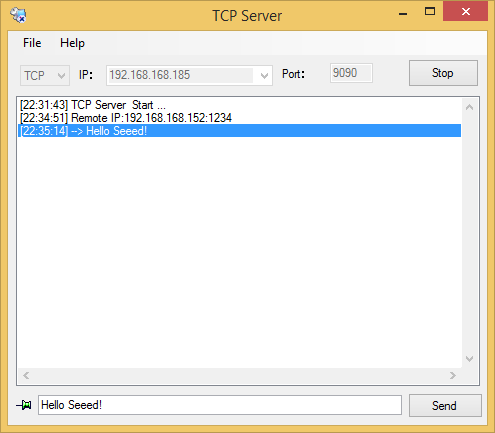 TCP Server
File Help
TCP IP: 192.168.168.185 Port: 9090 Stop
[22:31:43] TCP Server Start ...
[22:34:51] Remote IP:192.168.168.152:1234
[22:35:14] --> Hello Seeed!
Hello Seeed! Send